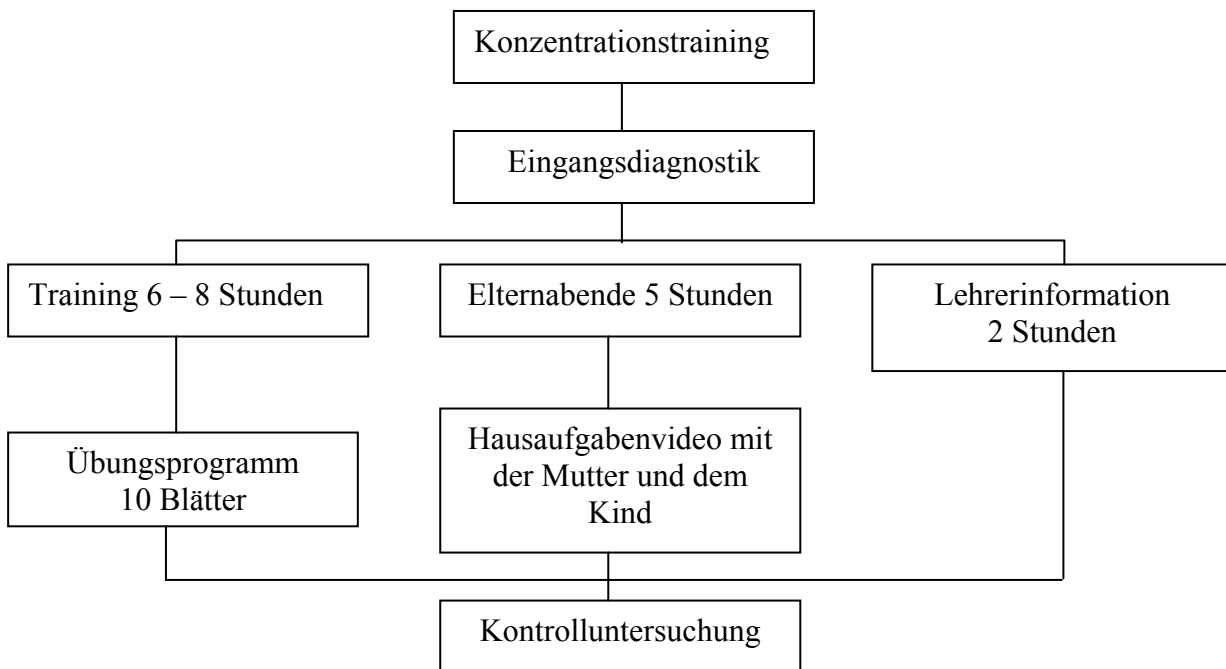 Konzentrationstraining
Eingangsdiagnostik
Training 6 – 8 Stunden
Elternabende 5 Stunden
Lehrerinformation
2 Stunden
Übungsprogramm
10 Blätter
Hausaufgabenvideo mit
der Mutter und dem
Kind
Kontrolluntersuchung